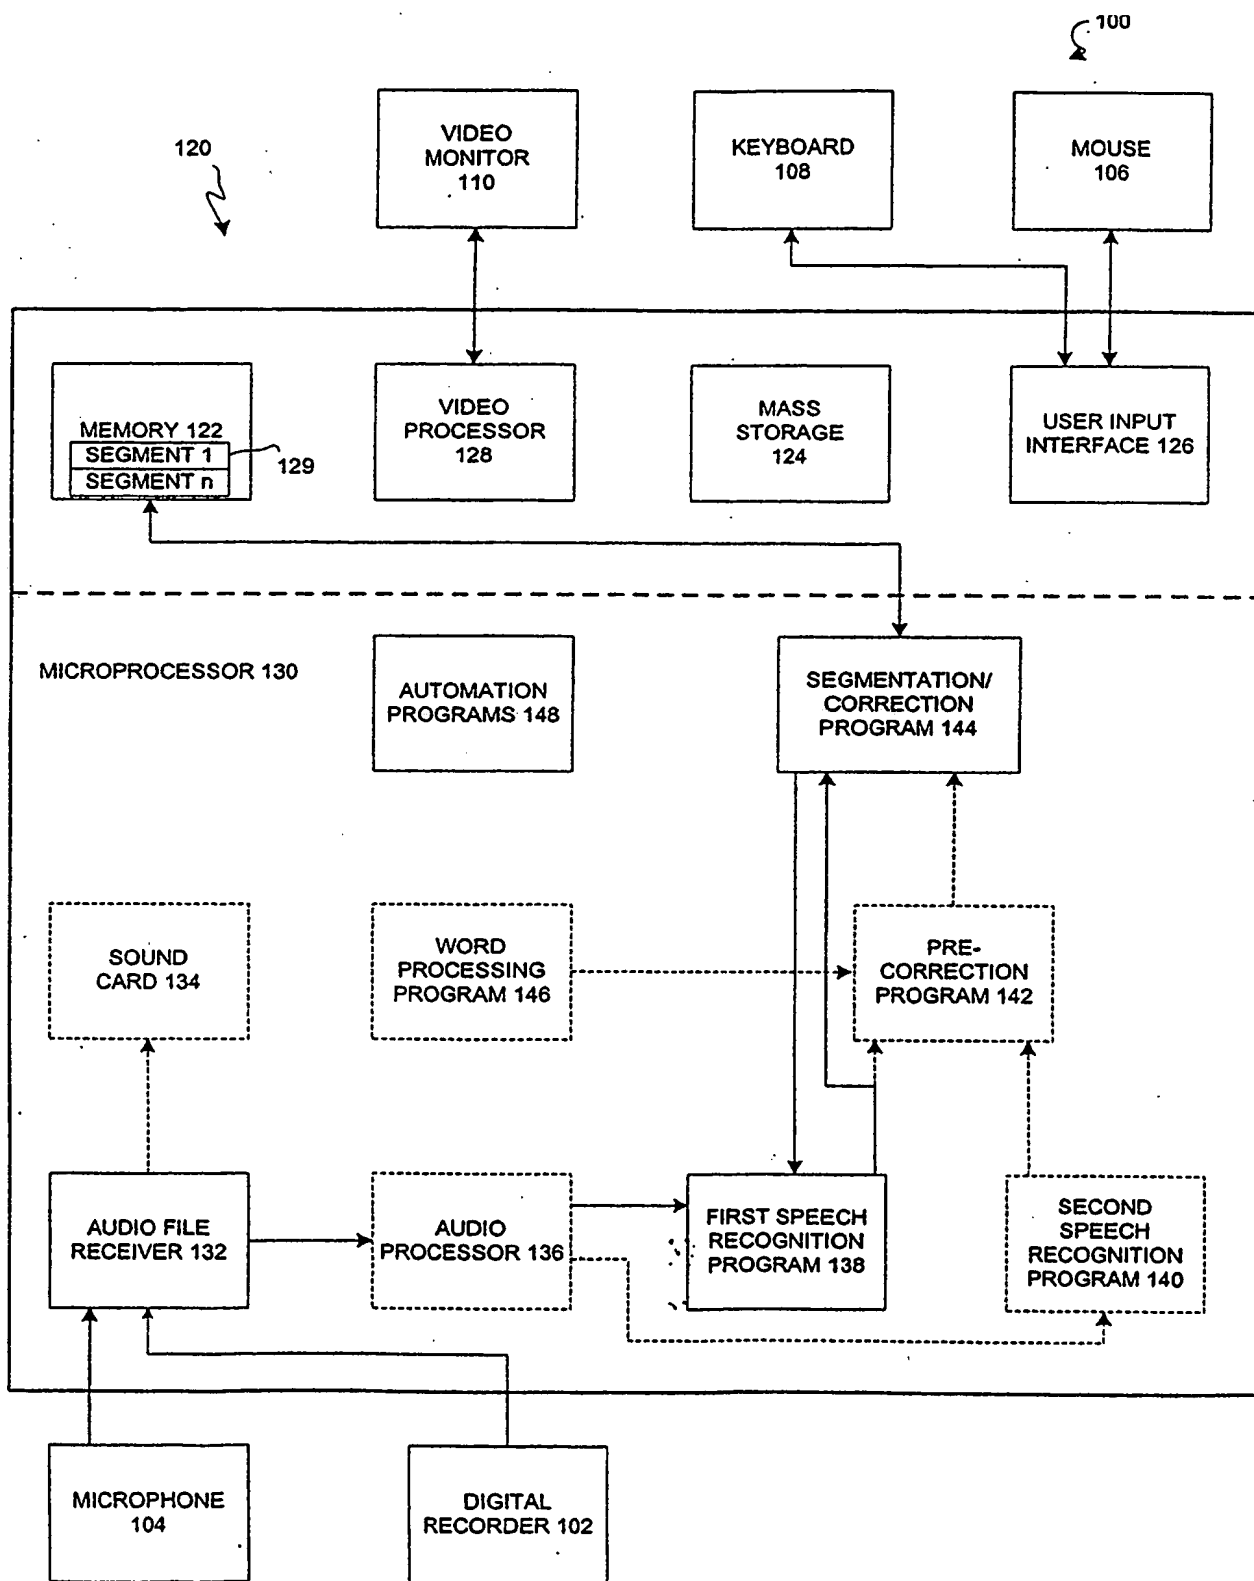 100
120
VIDEO
MONITOR
110
KEYBOARD
108
MOUSE
106
MEMORY 122
SEGMENT 1
SEGMENT n
129
VIDEO
PROCESSOR
128
MASS
STORAGE
124
USER INPUT
INTERFACE 126
MICROPROCESSOR 130
AUTOMATION
PROGRAMS 148
SEGMENTATION/
CORRECTION
PROGRAM 144
SOUND
CARD 134
WORD
PROCESSING
PROGRAM 146
PRE-
CORRECTION
PROGRAM 142
AUDIO FILE
RECEIVER 132
AUDIO
PROCESSOR 136
FIRST SPEECH
RECOGNITION
PROGRAM 138
SECOND
SPEECH
RECOGNITION
PROGRAM 140
MICROPHONE
104
DIGITAL
RECORDER 102